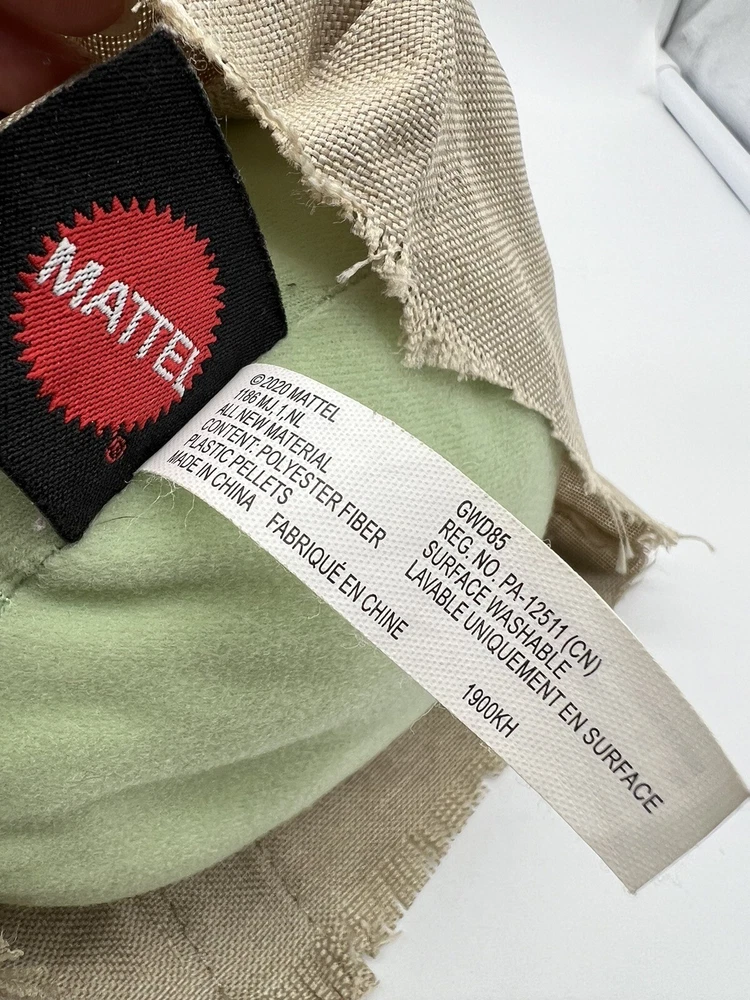 MATTEL
®
©2020 MATTEL
1186 MJ 1, NL
ALL NEW MATERIAL
CONTENT: POLYESTER FIBER
PLASTIC PELLETS
MADE IN CHINA FABRIQUÉ EN CHINE
GWD85
REG. NO. PA-12511 (CN)
SURFACE WASHABLE
LAVABLE UNIQUEMENT EN SURFACE
1900KH